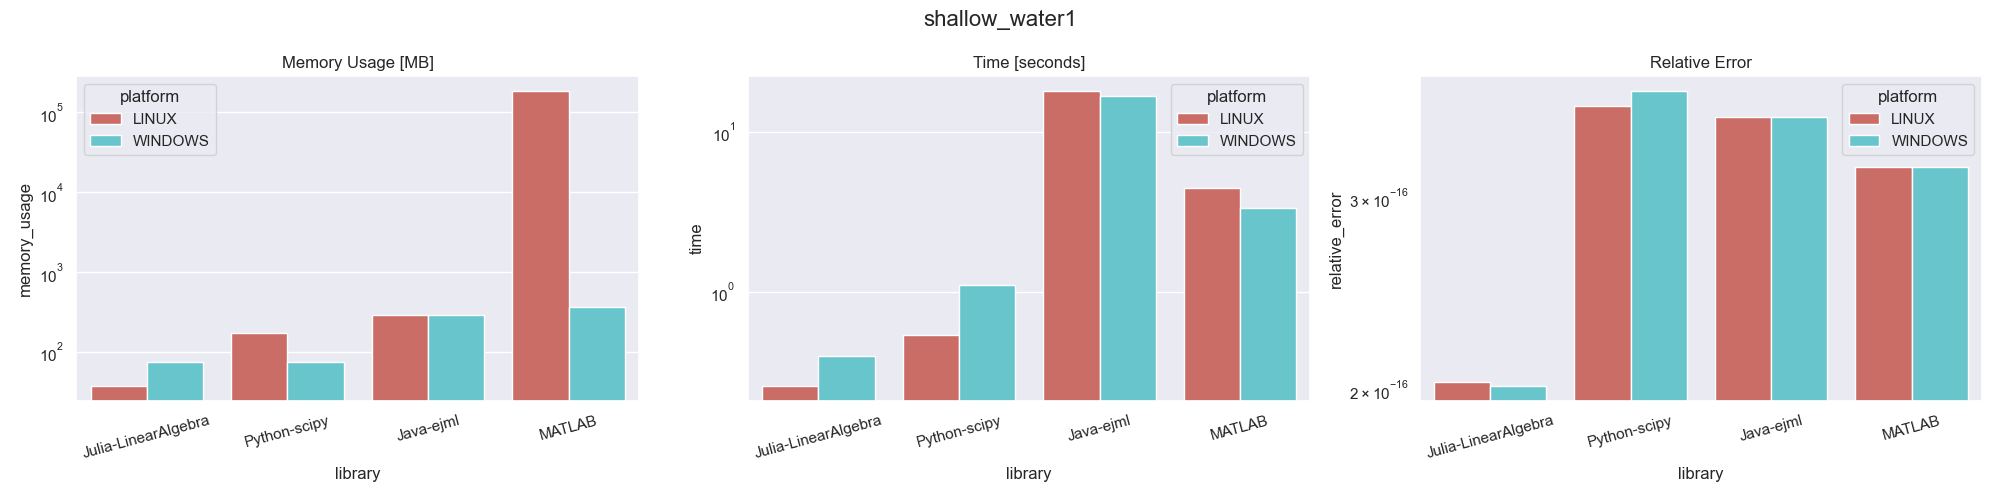 shallow_water1
Memory Usage [MB]
platform
LINUX
WINDOWS
10^5
10^4
10^3
10^2
memory_usage
Julia-LinearAlgebra
Python-scipy
Java-ejml
MATLAB
library
Time [seconds]
platform
LINUX
WINDOWS
10^1
10^0
time
Julia-LinearAlgebra
Python-scipy
Java-ejml
MATLAB
library
Relative Error
platform
LINUX
WINDOWS
3 × 10^−16
2 × 10^−16
relative_error
Julia-LinearAlgebra
Python-scipy
Java-ejml
MATLAB
library